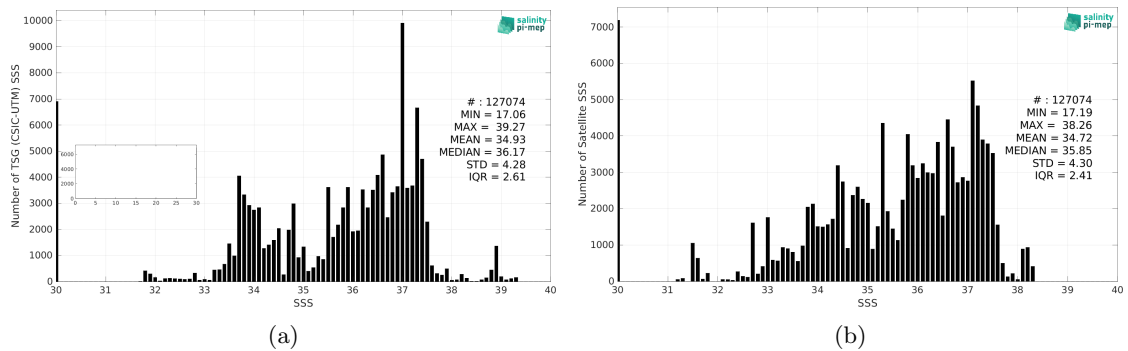 10000
9000
8000
7000
6000
5000
4000
3000
2000
1000
0
Number of TSG (CSIC-UTM) SSS
salinity
pi-mep
# : 127074
MIN = 17.06
MAX = 39.27
MEAN = 34.93
MEDIAN = 36.17
STD = 4.28
IQR = 2.61
6000
4000
2000
0
0 5 10 15 20 25 30
30 31 32 33 34 35 36 37 38 39 40
SSS
(a)
7000
6000
5000
4000
3000
2000
1000
0
Number of Satellite SSS
salinity
pi-mep
# : 127074
MIN = 17.19
MAX = 38.26
MEAN = 34.72
MEDIAN = 35.85
STD = 4.30
IQR = 2.41
30 31 32 33 34 35 36 37 38 39 40
SSS
(b)